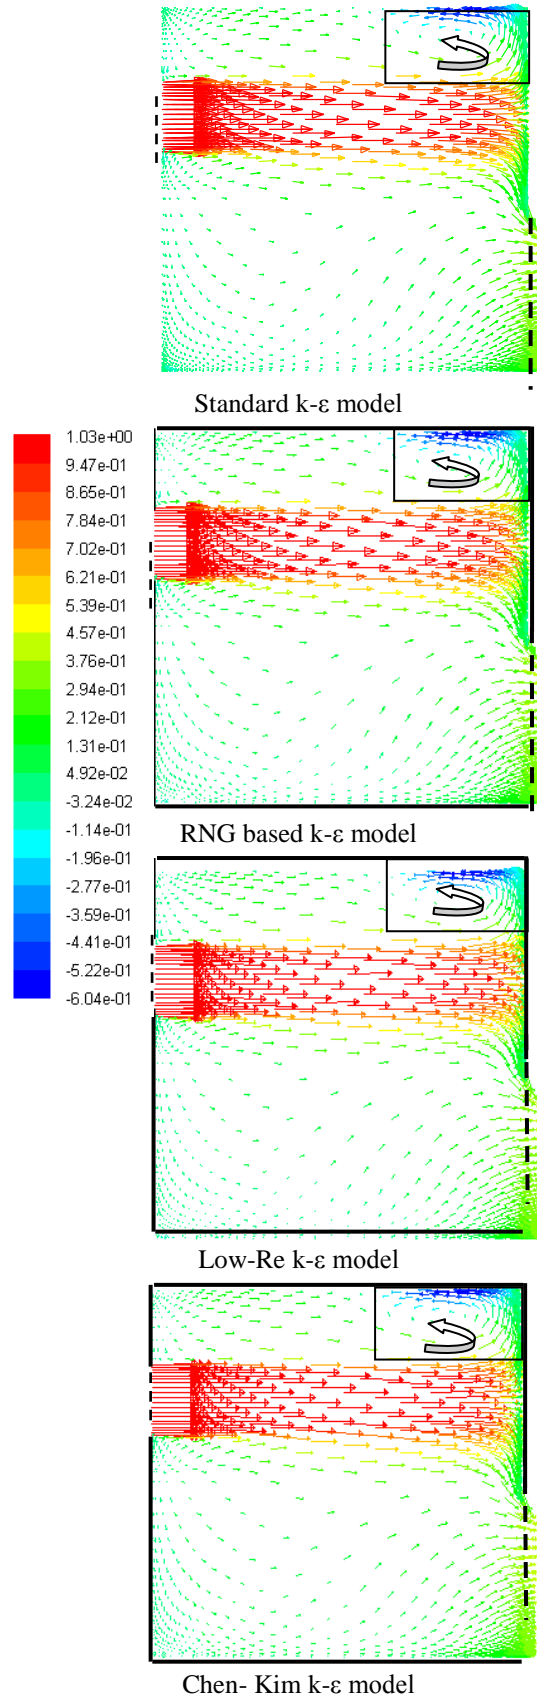 Standard k-ε model
1.03e+00
9.47e-01
8.65e-01
7.84e-01
7.02e-01
6.21e-01
5.39e-01
4.57e-01
3.76e-01
2.94e-01
2.12e-01
1.31e-01
4.92e-02
-3.24e-02
-1.14e-01
-1.96e-01
-2.77e-01
-3.59e-01
-4.41e-01
-5.22e-01
-6.04e-01
RNG based k-ε model
Low-Re k-ε model
Chen- Kim k-ε model